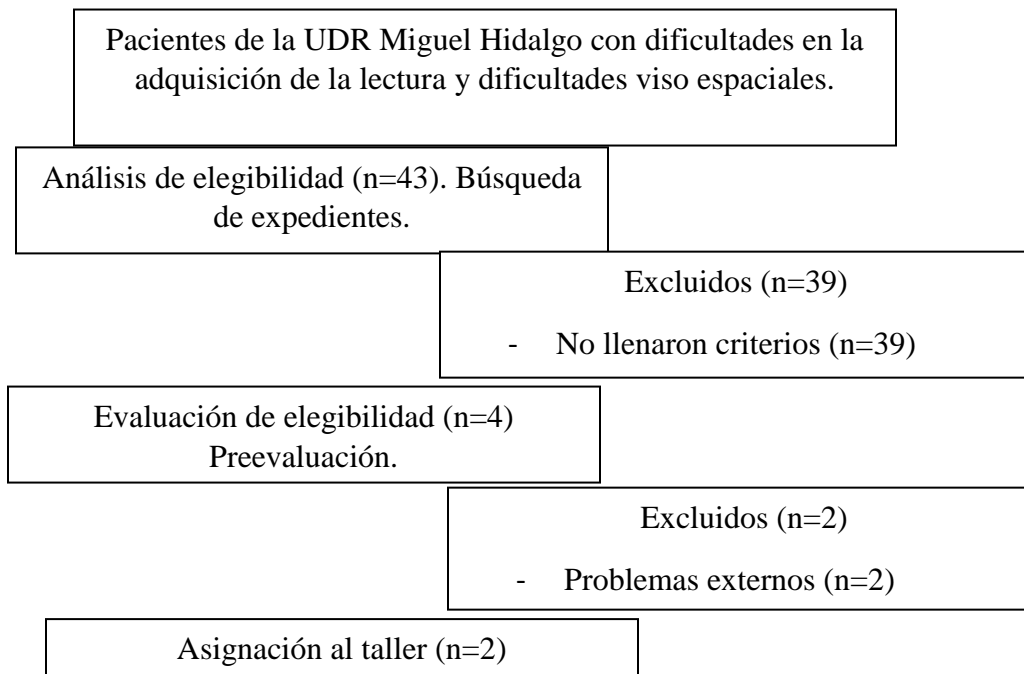 Pacientes de la UDR Miguel Hidalgo con dificultades en la
adquisición de la lectura y dificultades viso espaciales.
Análisis de elegibilidad (n=43). Búsqueda
de expedientes.
Excluidos (n=39)
- No llenaron criterios (n=39)
Evaluación de elegibilidad (n=4)
Preevaluación.
Excluidos (n=2)
- Problemas externos (n=2)
Asignación al taller (n=2)